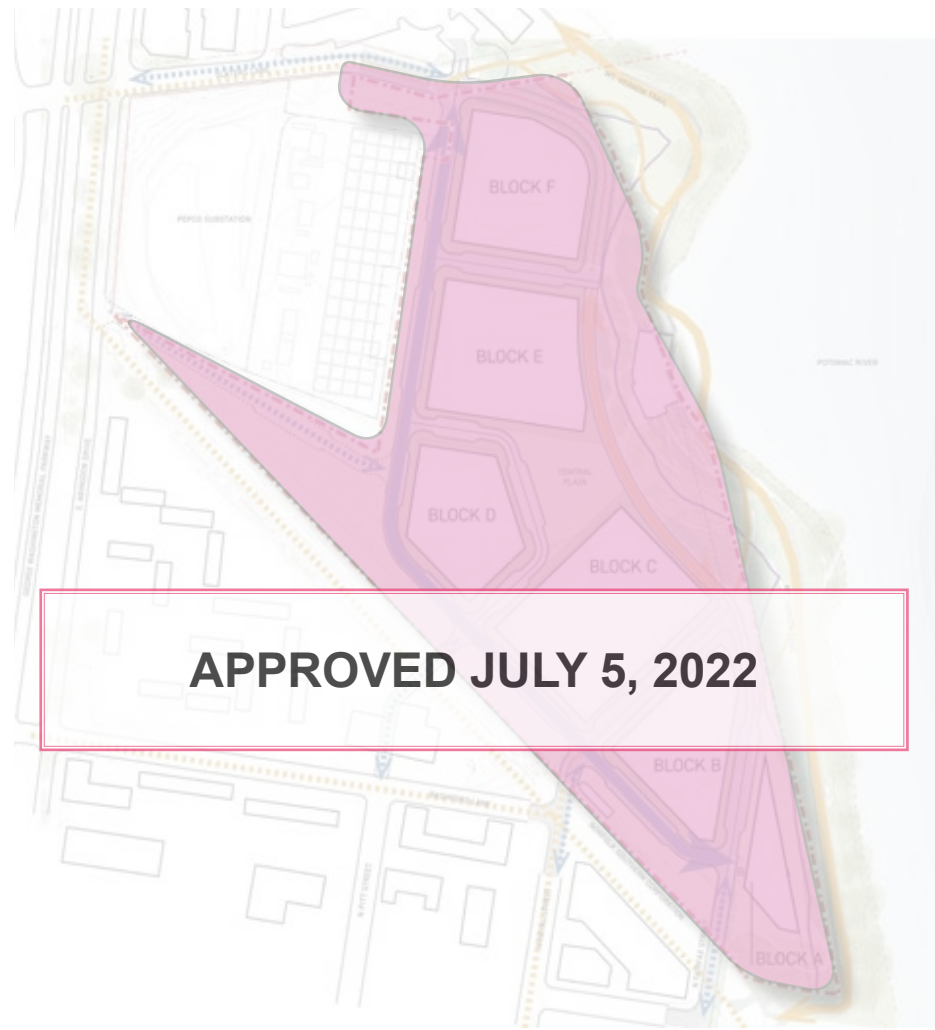 BLOCK F
PEPCO SUBSTATION
BLOCK E
POTOMAC RIVER
CENTRAL
PLAZA
BLOCK D
BLOCK C
APPROVED JULY 5, 2022
BLOCK B
N PITT STREET
BLOCK A